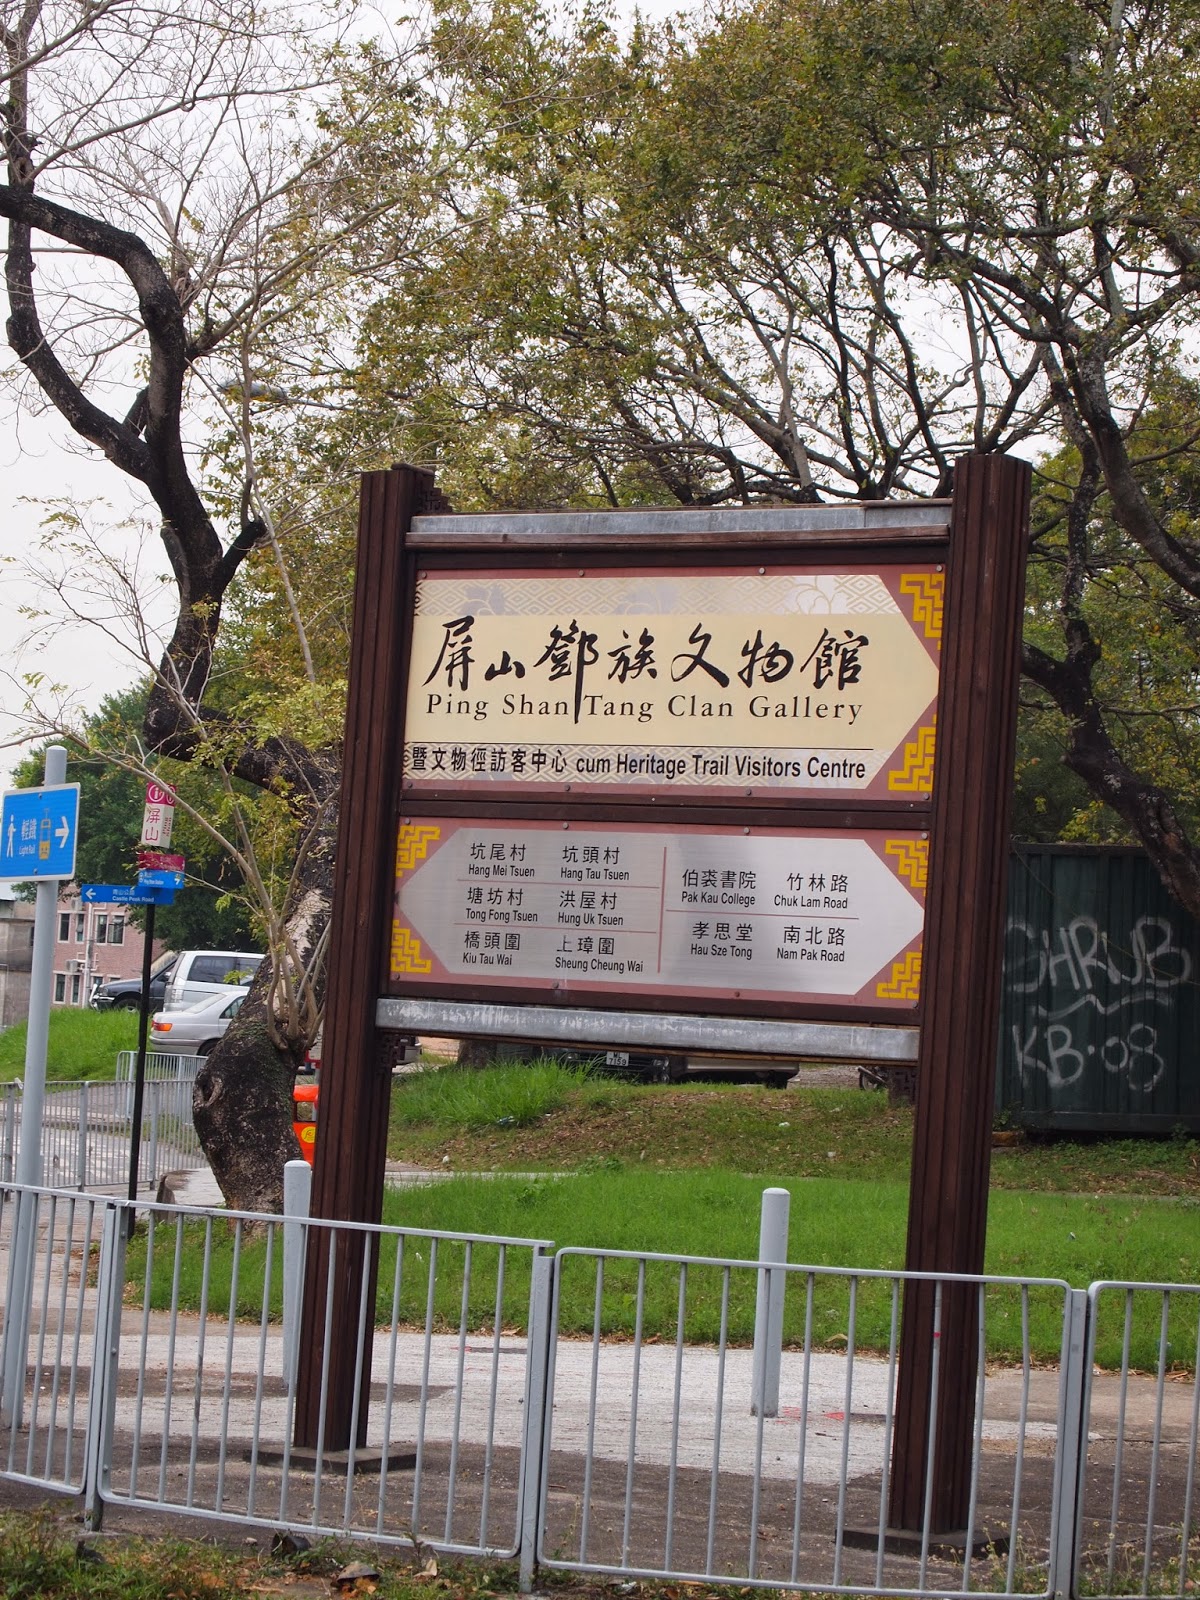 屏山鄧族文物館
Ping Shan Tang Clan Gallery
暨文物徑訪客中心 cum Heritage Trail Visitors Centre
坑尾村
Hang Mei Tsuen
坑頭村
Hang Tau Tsuen
塘坊村
Tong Fong Tsuen
洪屋村
Hung Uk Tsuen
橋頭圍
Kiu Tau Wai
上璋圍
Sheung Cheung Wai
伯裘書院
Pak Kau College
竹林路
Chuk Lam Road
孝思堂
Hau Sze Tong
南北路
Nam Pak Road
輕鐵
Light Rail
屏山
Castle Peak Road
SHRUB
KB·08
7159